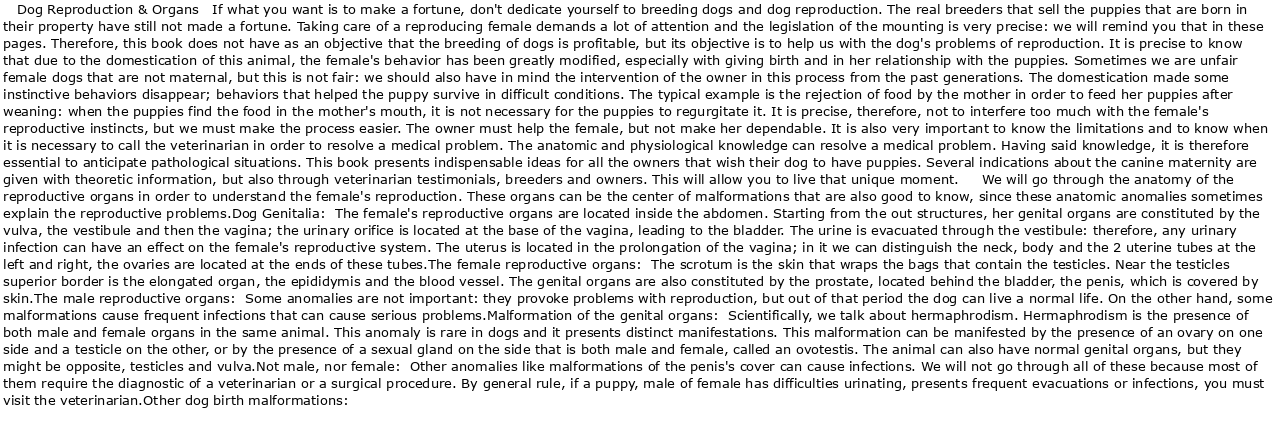 Dog Reproduction & Organs   If what you want is to make a fortune, don't dedicate yourself to breeding dogs and dog reproduction. The real breeders that sell the puppies that are born in
their property have still not made a fortune. Taking care of a reproducing female demands a lot of attention and the legislation of the mounting is very precise: we will remind you that in these
pages. Therefore, this book does not have as an objective that the breeding of dogs is profitable, but its objective is to help us with the dog's problems of reproduction. It is precise to know
that due to the domestication of this animal, the female's behavior has been greatly modified, especially with giving birth and in her relationship with the puppies. Sometimes we are unfair
female dogs that are not maternal, but this is not fair: we should also have in mind the intervention of the owner in this process from the past generations. The domestication made some
instinctive behaviors disappear; behaviors that helped the puppy survive in difficult conditions. The typical example is the rejection of food by the mother in order to feed her puppies after
weaning: when the puppies find the food in the mother's mouth, it is not necessary for the puppies to regurgitate it. It is precise, therefore, not to interfere too much with the female's
reproductive instincts, but we must make the process easier. The owner must help the female, but not make her dependable. It is also very important to know the limitations and to know when
it is necessary to call the veterinarian in order to resolve a medical problem. The anatomic and physiological knowledge can resolve a medical problem. Having said knowledge, it is therefore
essential to anticipate pathological situations. This book presents indispensable ideas for all the owners that wish their dog to have puppies. Several indications about the canine maternity are
given with theoretic information, but also through veterinarian testimonials, breeders and owners. This will allow you to live that unique moment.      We will go through the anatomy of the
reproductive organs in order to understand the female's reproduction. These organs can be the center of malformations that are also good to know, since these anatomic anomalies sometimes
explain the reproductive problems.Dog Genitalia:  The female's reproductive organs are located inside the abdomen. Starting from the out structures, her genital organs are constituted by the
vulva, the vestibule and then the vagina; the urinary orifice is located at the base of the vagina, leading to the bladder. The urine is evacuated through the vestibule: therefore, any urinary
infection can have an effect on the female's reproductive system. The uterus is located in the prolongation of the vagina; in it we can distinguish the neck, body and the 2 uterine tubes at the
left and right, the ovaries are located at the ends of these tubes.The female reproductive organs:  The scrotum is the skin that wraps the bags that contain the testicles. Near the testicles
superior border is the elongated organ, the epididymis and the blood vessel. The genital organs are also constituted by the prostate, located behind the bladder, the penis, which is covered by
skin.The male reproductive organs:  Some anomalies are not important: they provoke problems with reproduction, but out of that period the dog can live a normal life. On the other hand, some
malformations cause frequent infections that can cause serious problems.Malformation of the genital organs:  Scientifically, we talk about hermaphrodism. Hermaphrodism is the presence of
both male and female organs in the same animal. This anomaly is rare in dogs and it presents distinct manifestations. This malformation can be manifested by the presence of an ovary on one
side and a testicle on the other, or by the presence of a sexual gland on the side that is both male and female, called an ovotestis. The animal can also have normal genital organs, but they
might be opposite, testicles and vulva.Not male, nor female:  Other anomalies like malformations of the penis's cover can cause infections. We will not go through all of these because most of
them require the diagnostic of a veterinarian or a surgical procedure. By general rule, if a puppy, male of female has difficulties urinating, presents frequent evacuations or infections, you must
visit the veterinarian.Other dog birth malformations: